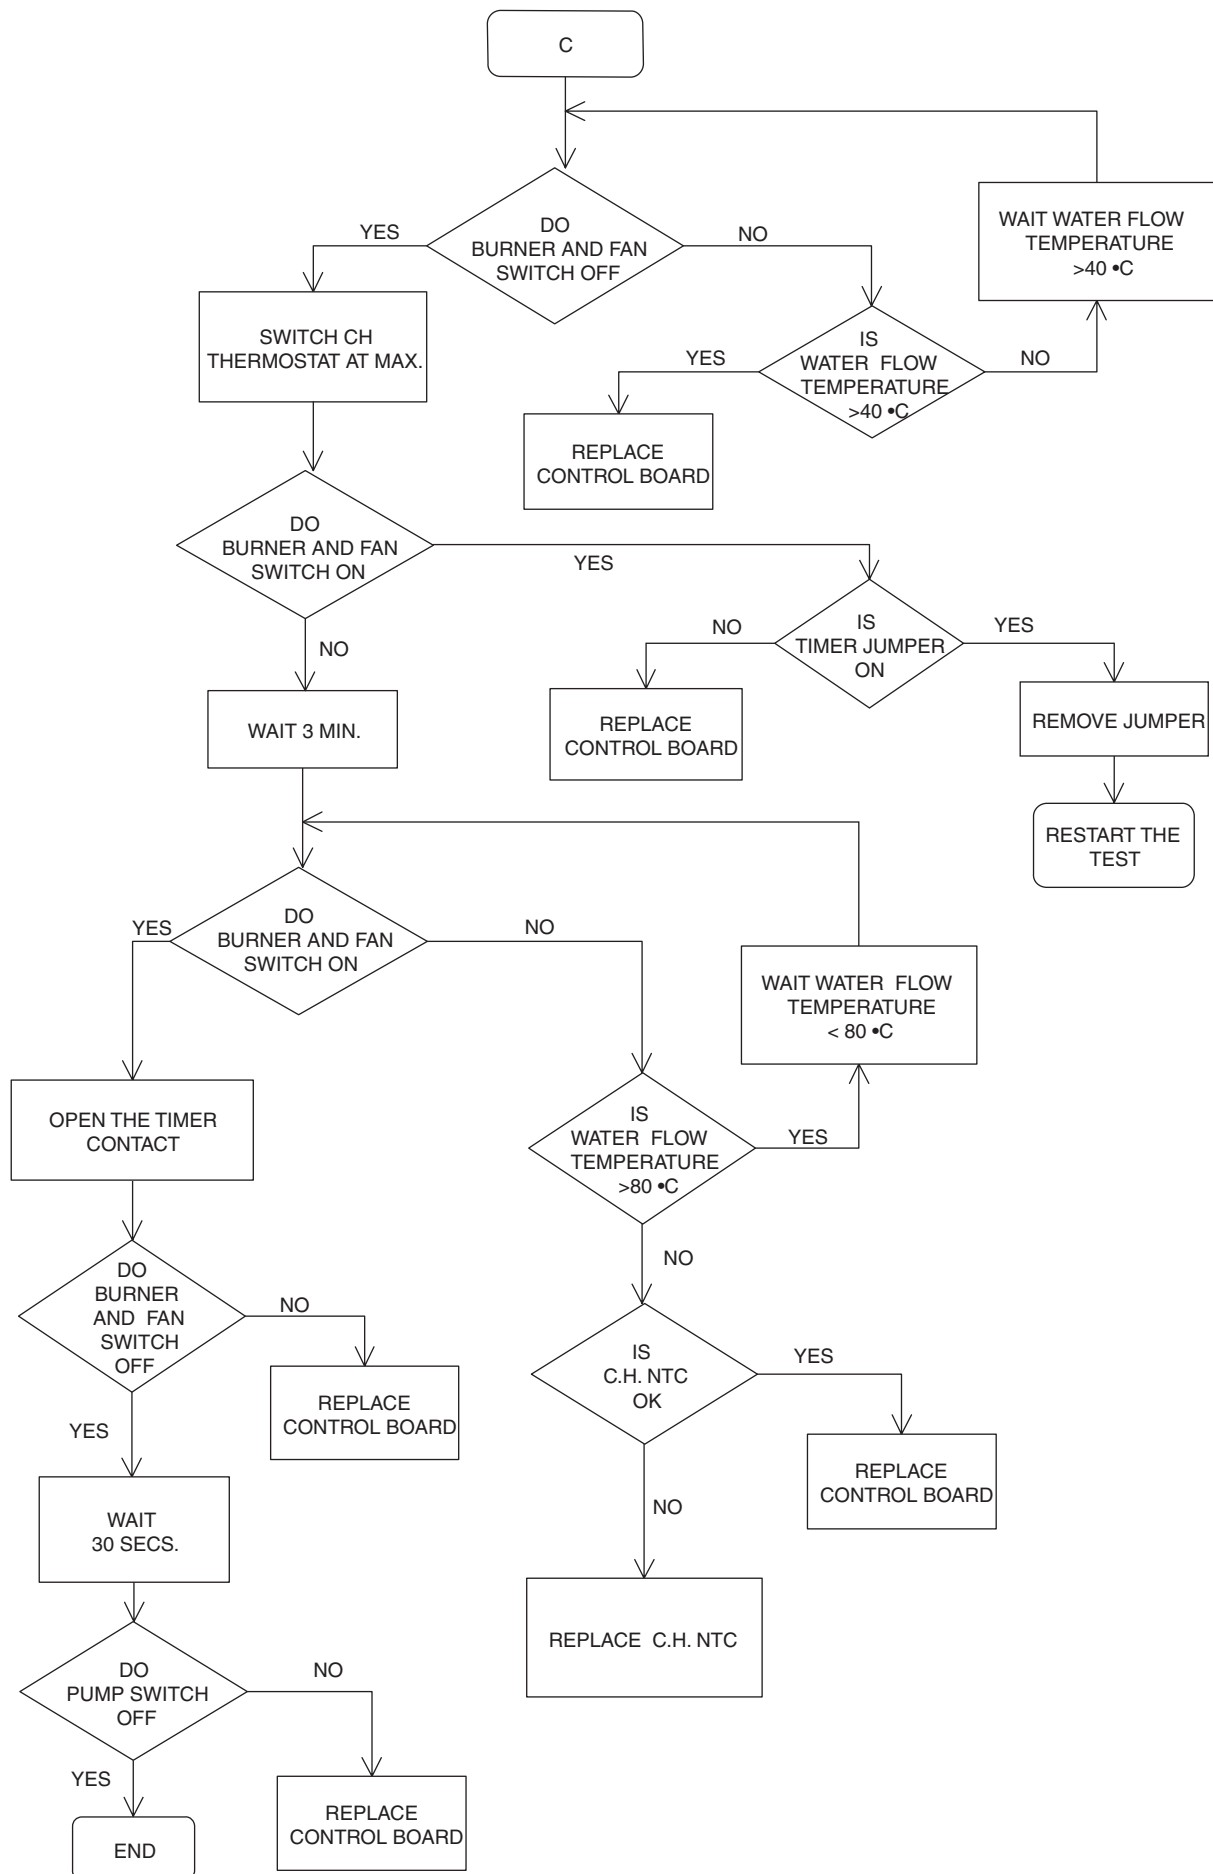 C
DO
BURNER AND FAN
SWITCH OFF
YES
NO
WAIT WATER FLOW
TEMPERATURE
>40 •C
SWITCH CH
THERMOSTAT AT MAX.
IS
WATER FLOW
TEMPERATURE
>40 •C
YES
NO
REPLACE
CONTROL BOARD
DO
BURNER AND FAN
SWITCH ON
YES
NO
IS
TIMER JUMPER
ON
NO
YES
WAIT 3 MIN.
REPLACE
CONTROL BOARD
REMOVE JUMPER
RESTART THE
TEST
DO
BURNER AND FAN
SWITCH ON
YES
NO
WAIT WATER FLOW
TEMPERATURE
< 80 •C
OPEN THE TIMER
CONTACT
IS
WATER FLOW
TEMPERATURE
>80 •C
YES
NO
DO
BURNER
AND FAN
SWITCH
OFF
NO
YES
REPLACE
CONTROL BOARD
IS
C.H. NTC
OK
YES
NO
REPLACE
CONTROL BOARD
WAIT
30 SECS.
REPLACE C.H. NTC
DO
PUMP SWITCH
OFF
NO
YES
REPLACE
CONTROL BOARD
END